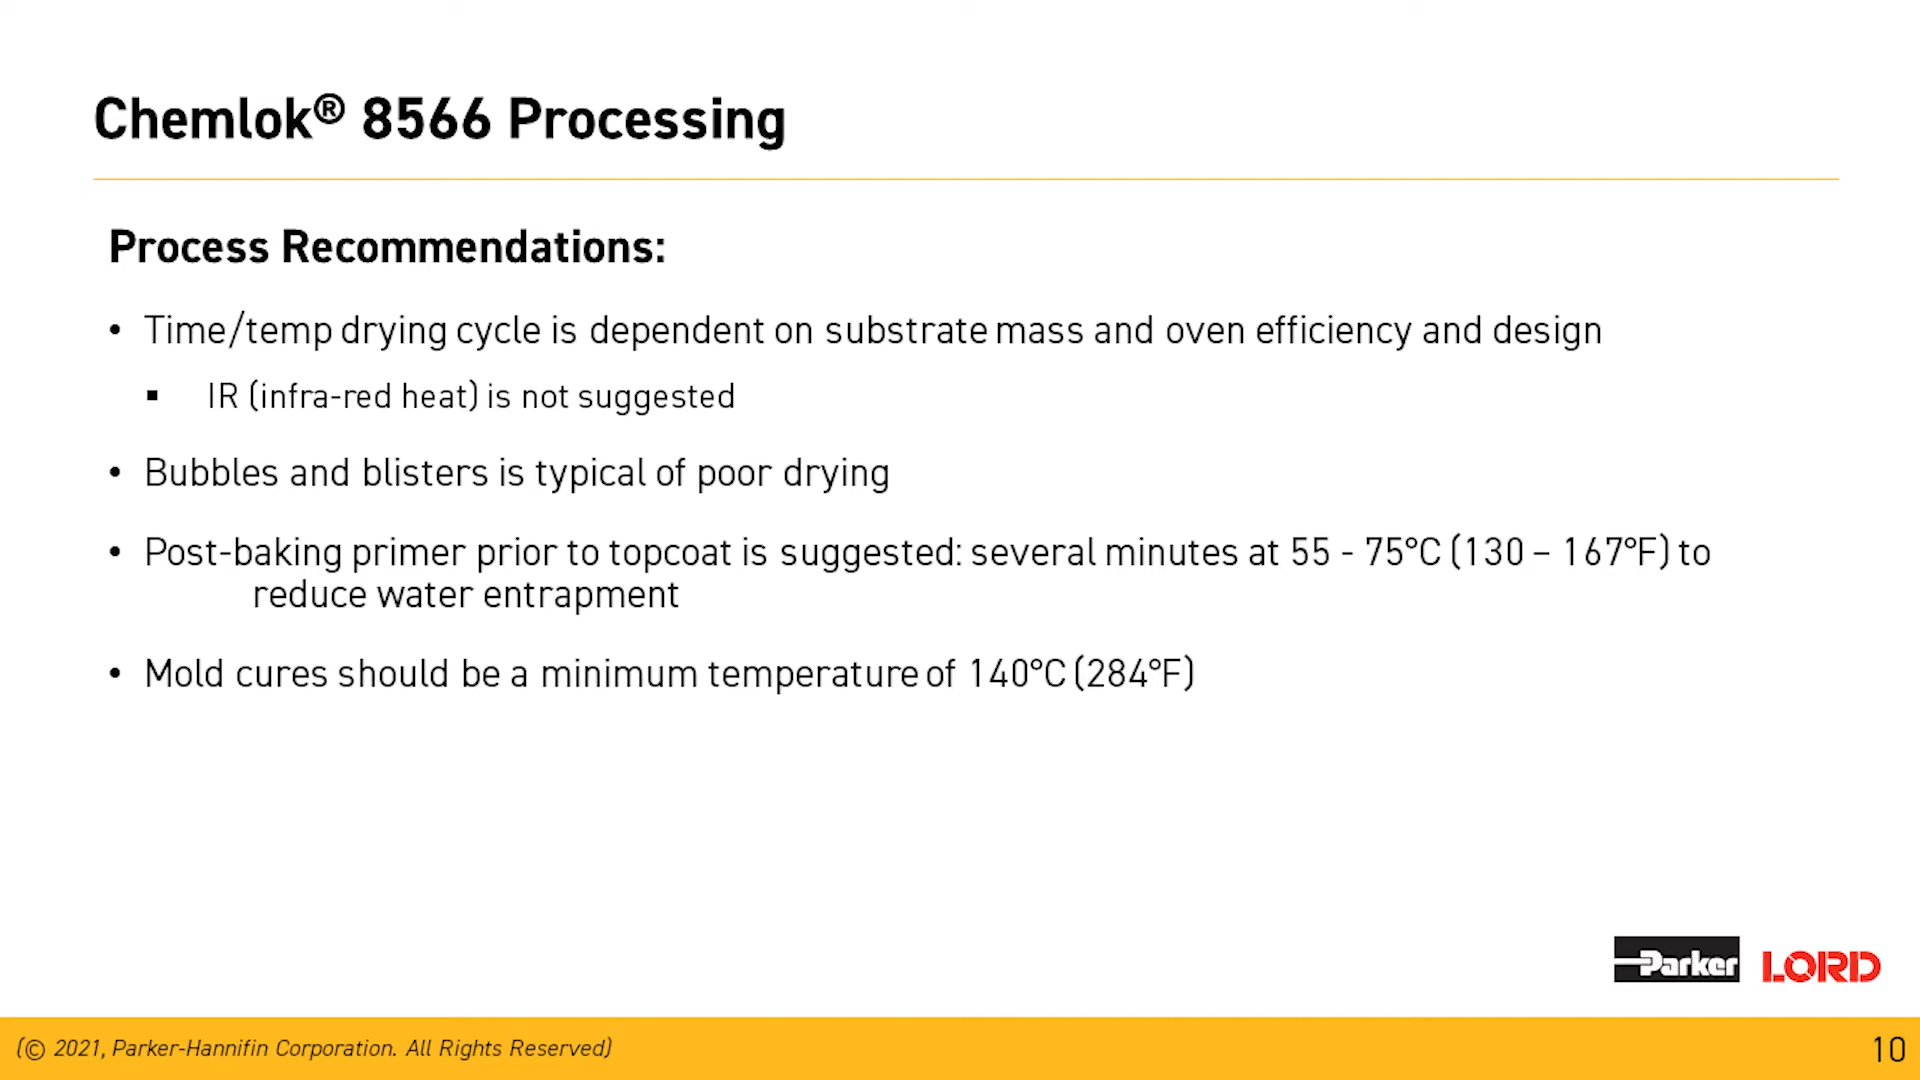 Chemlok® 8566 Processing
Process Recommendations:
• Time/temp drying cycle is dependent on substrate mass and oven efficiency and design
▪ IR (infra-red heat) is not suggested
• Bubbles and blisters is typical of poor drying
• Post-baking primer prior to topcoat is suggested: several minutes at 55 - 75°C (130 – 167°F) to
reduce water entrapment
• Mold cures should be a minimum temperature of 140°C (284°F)
Parker LORD
(© 2021, Parker-Hannifin Corporation. All Rights Reserved)
10